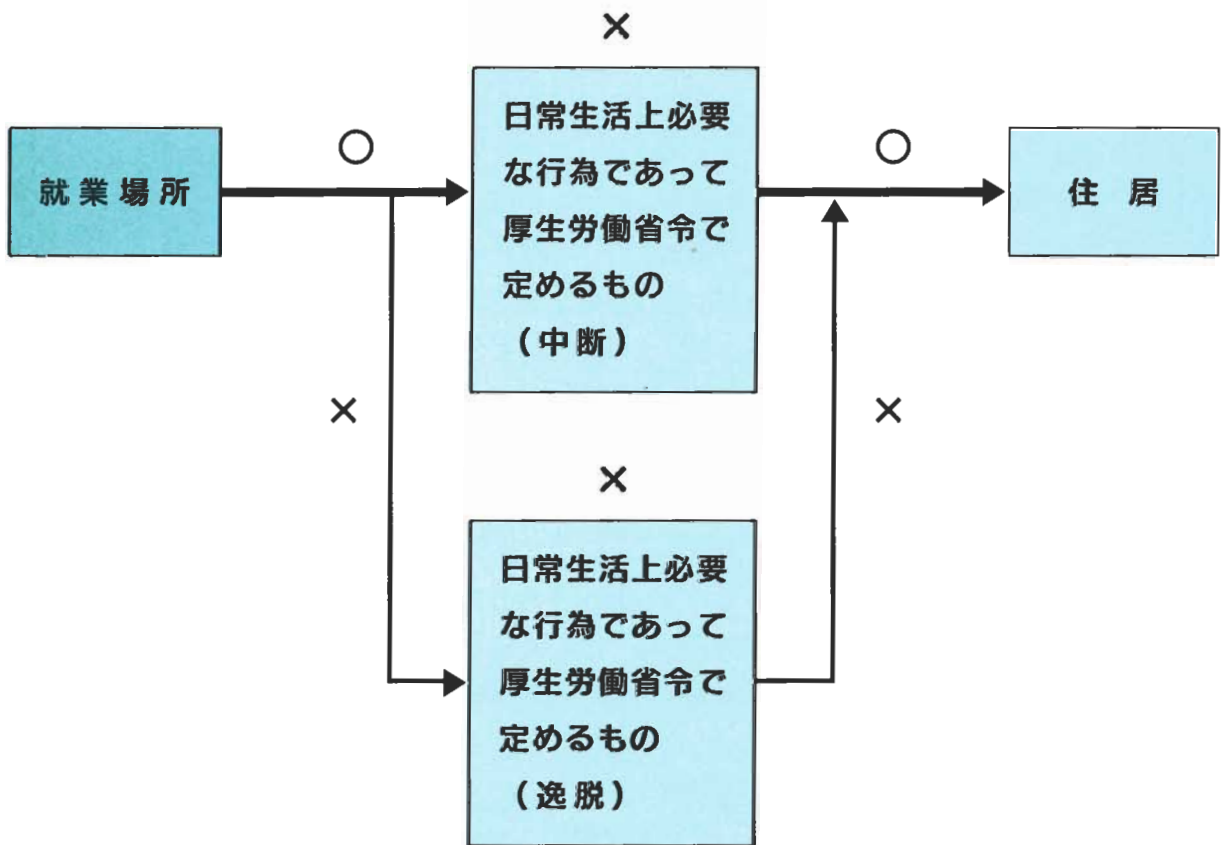 ×
日常生活上必要
な行為であって
厚生労働省令で
定めるもの
（中断）
就業場所
○
○
住居
×
×
×
日常生活上必要
な行為であって
厚生労働省令で
定めるもの
（逸脱）